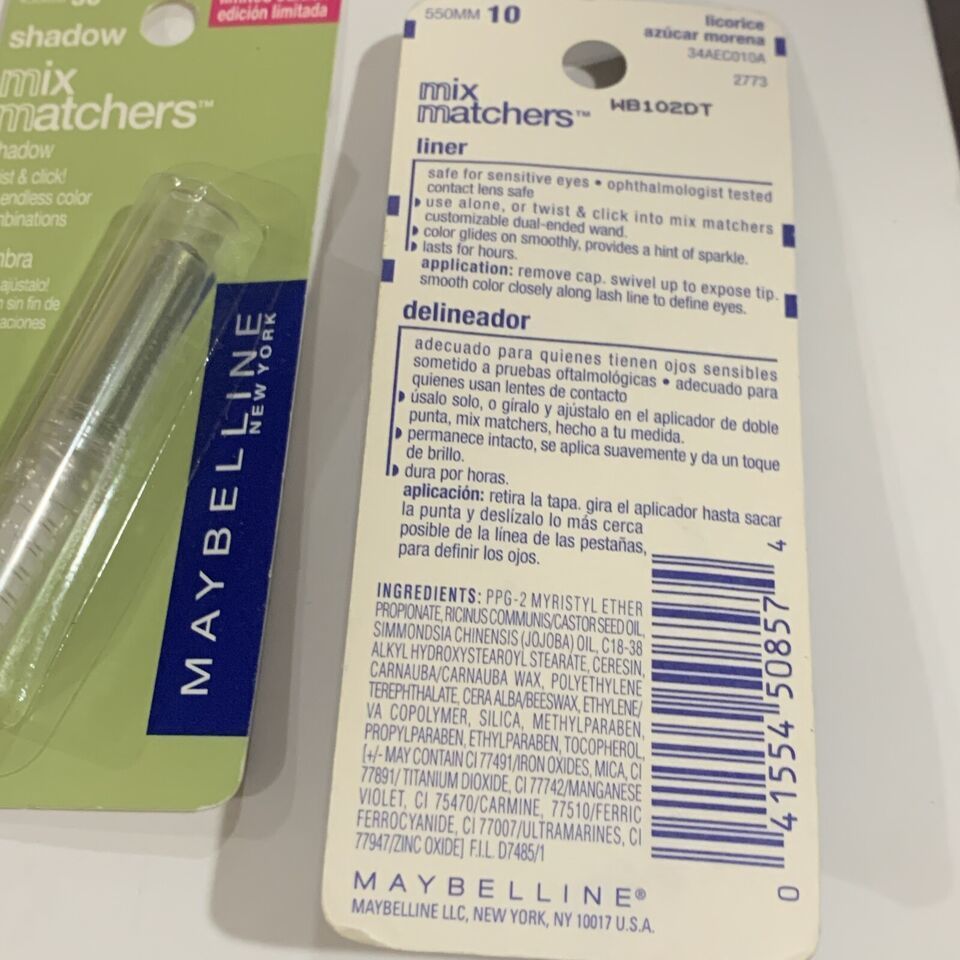 edición limitada
shadow
mix
matchers™
shadow
& click!
endless color
sin fin de
MAYBELLINE
NEW YORK
550MM 10
licorice
azúcar morena
34AEC010A
2773
mix
matchers™
WB102DT
liner
safe for sensitive eyes • ophthalmologist tested
contact lens safe
use alone, or twist & click into mix matchers
customizable dual-ended wand.
color glides on smoothly, provides a hint of sparkle.
lasts for hours.
application: remove cap. swivel up to expose tip.
smooth color closely along lash line to define eyes.
delineador
adecuado para quienes tienen ojos sensibles
sometido a pruebas oftalmológicas • adecuado para
quienes usan lentes de contacto
úsalo solo, o gíralo y ajústalo en el aplicador de doble
punta, mix matchers, hecho a tu medida.
permanece intacto, se aplica suavemente y da un toque
de brillo.
dura por horas.
aplicación: retira la tapa. gira el aplicador hasta sacar
la punta y deslízalo lo más cerca
posible de la línea de las pestañas,
para definir los ojos.
INGREDIENTS: PPG-2 MYRISTYL ETHER
PROPIONATE, RICINUS COMMUNIS/CASTOR SEED OIL,
SIMMONDSIA CHINENSIS (JOJOBA) OIL, C18-38
ALKYL HYDROXYSTEAROYL STEARATE, CERESIN,
CARNAUBA/CARNAUBA WAX, POLYETHYLENE
TEREPHTHALATE, CERA ALBA/BEESWAX, ETHYLENE/
VA COPOLYMER, SILICA, METHYLPARABEN,
PROPYLPARABEN, ETHYLPARABEN, TOCOPHEROL,
[+/- MAY CONTAIN CI 77491/IRON OXIDES, MICA, CI
77891/ TITANIUM DIOXIDE, CI 77742/MANGANESE
VIOLET, CI 75470/CARMINE, 77510/FERRIC
FERROCYANIDE, CI 77007/ULTRAMARINES, CI
77947/ZINC OXIDE] F.I.L. D7485/1
0 41554 50857 4
MAYBELLINE®
MAYBELLINE LLC, NEW YORK, NY 10017 U.S.A.